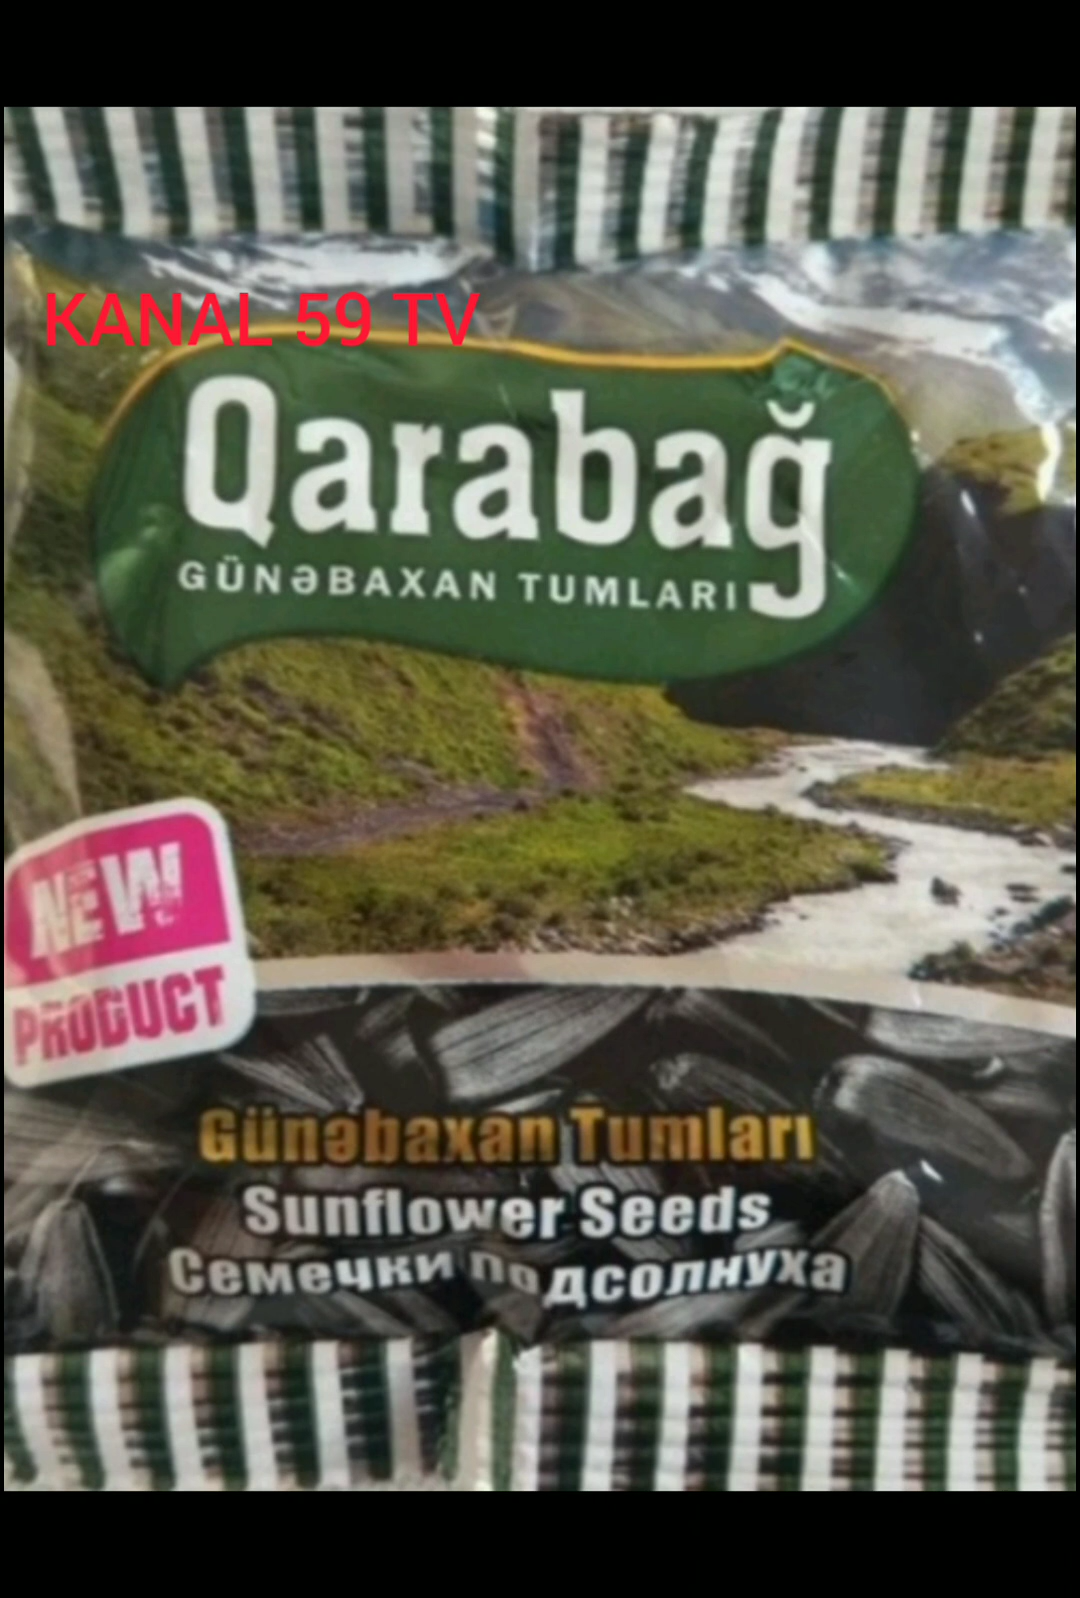 KANAL 59 TV
Qarabağ
GÜNƏBAXAN TUMLARI
NEW
PRODUCT
Günəbaxan Tumları
Sunflower Seeds
Семечки подсолнуха